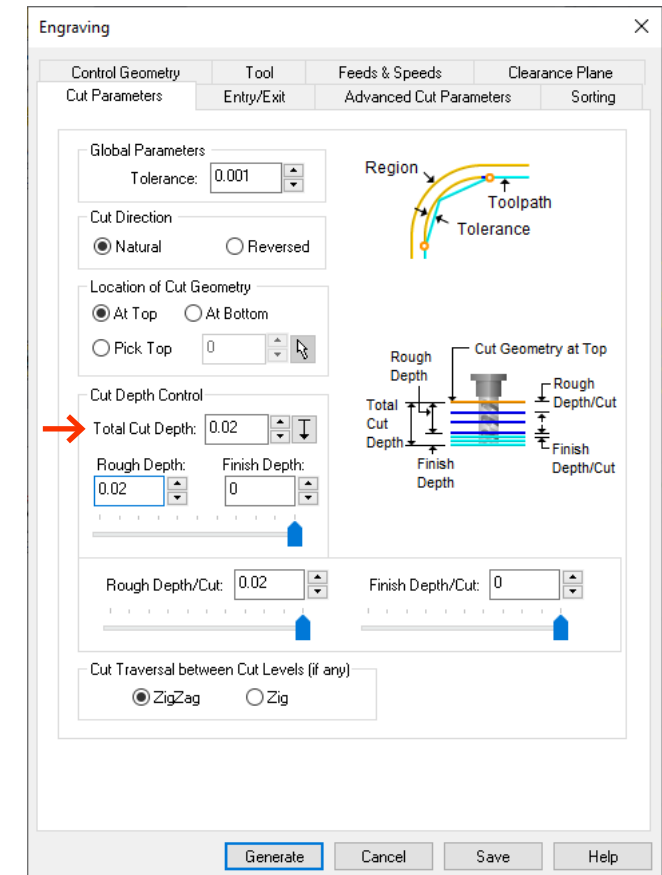 Engraving
Control Geometry Tool Feeds & Speeds Clearance Plane
Cut Parameters Entry/Exit Advanced Cut Parameters Sorting
Global Parameters
Tolerance: 0.001
Region
Toolpath
Tolerance
Cut Direction
Natural Reversed
Location of Cut Geometry
At Top At Bottom
Pick Top 0
Cut Depth Control
Total Cut Depth: 0.02
Rough Depth: Finish Depth:
0.02 0
Rough
Depth
Cut Geometry at Top
Total
Cut
Depth
Rough
Depth/Cut
Finish
Depth
Finish
Depth/Cut
Rough Depth/Cut: 0.02 Finish Depth/Cut: 0
Cut Traversal between Cut Levels (if any)
ZigZag Zig
Generate Cancel Save Help